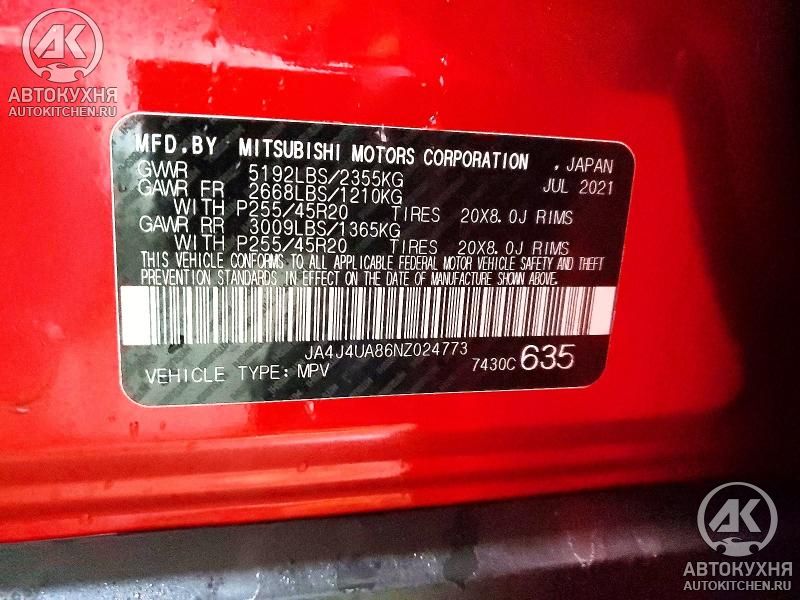 AK
АВТОКУХНЯ
AUTOKITCHEN.RU
MFD.BY MITSUBISHI MOTORS CORPORATION , JAPAN
GVWR 5192LBS/2355KG JUL 2021
GAWR FR 2668LBS/1210KG
WITH P255/45R20 TIRES 20X8.0J RIMS
GAWR RR 3009LBS/1365KG
WITH P255/45R20 TIRES 20X8.0J RIMS
THIS VEHICLE CONFORMS TO ALL APPLICABLE FEDERAL MOTOR VEHICLE SAFETY AND THEFT
PREVENTION STANDARDS IN EFFECT ON THE DATE OF MANUFACTURE SHOWN ABOVE.
JA4J4UA86NZ024773
VEHICLE TYPE: MPV 7430C 635
AK
АВТОКУХНЯ
AUTOKITCHEN.RU